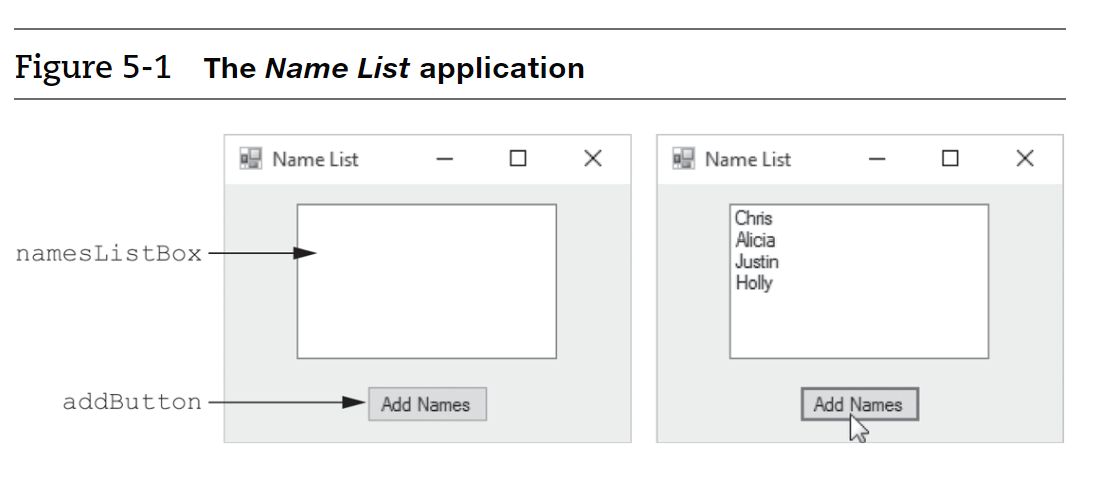 Figure 5-1 The Name List application
Name List
namesListBox
addButton
Add Names
Name List
Chris
Alicia
Justin
Holly
Add Names